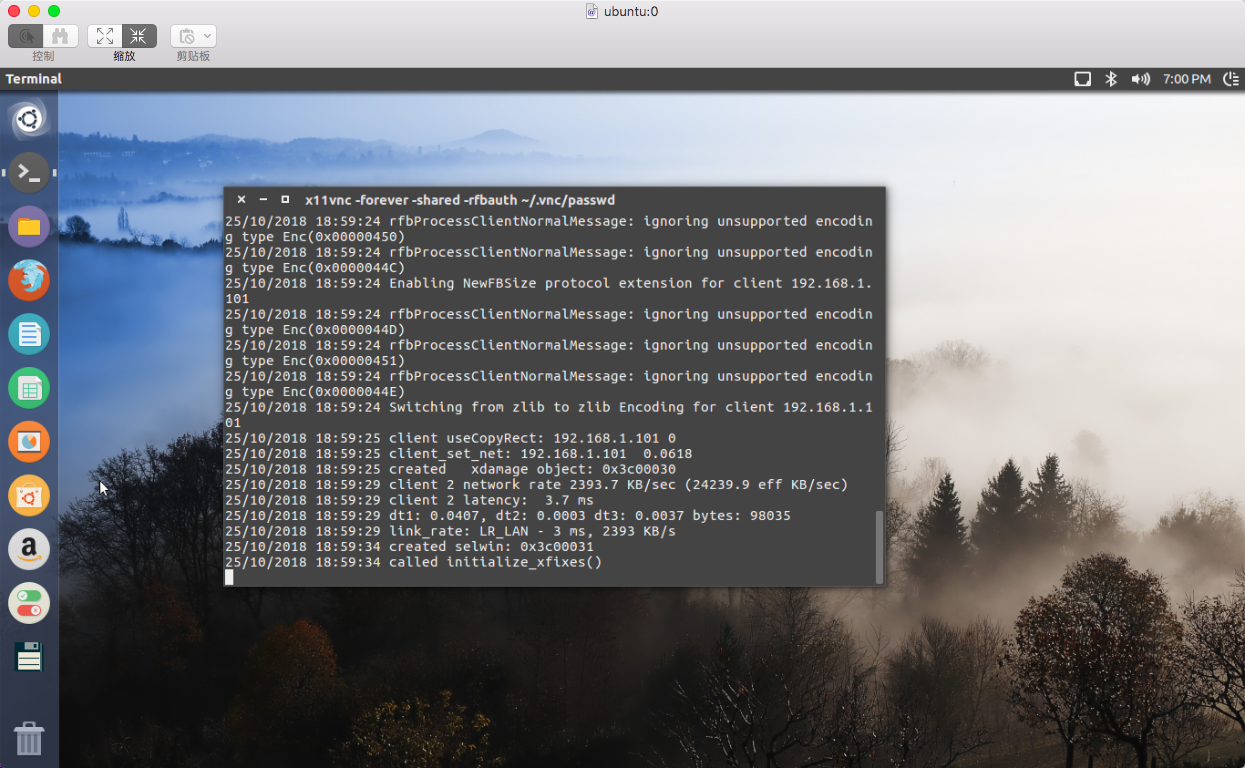 ubuntu:0
控制
缩放
剪贴板
Terminal
7:00 PM
x11vnc -forever -shared -rfbauth ~/.vnc/passwd
25/10/2018 18:59:24 rfbProcessClientNormalMessage: ignoring unsupported encodin
g type Enc(0x00000450)
25/10/2018 18:59:24 rfbProcessClientNormalMessage: ignoring unsupported encodin
g type Enc(0x0000044C)
25/10/2018 18:59:24 Enabling NewFBSize protocol extension for client 192.168.1.
101
25/10/2018 18:59:24 rfbProcessClientNormalMessage: ignoring unsupported encodin
g type Enc(0x0000044D)
25/10/2018 18:59:24 rfbProcessClientNormalMessage: ignoring unsupported encodin
g type Enc(0x00000451)
25/10/2018 18:59:24 rfbProcessClientNormalMessage: ignoring unsupported encodin
g type Enc(0x0000044E)
25/10/2018 18:59:24 Switching from zlib to zlib Encoding for client 192.168.1.1
01
25/10/2018 18:59:25 client useCopyRect: 192.168.1.101 0
25/10/2018 18:59:25 client_set_net: 192.168.1.101  0.0618
25/10/2018 18:59:25 created   xdamage object: 0x3c00030
25/10/2018 18:59:29 client 2 network rate 2393.7 KB/sec (24239.9 eff KB/sec)
25/10/2018 18:59:29 client 2 latency:  3.7 ms
25/10/2018 18:59:29 dt1: 0.0407, dt2: 0.0003 dt3: 0.0037 bytes: 98035
25/10/2018 18:59:29 link_rate: LR_LAN - 3 ms, 2393 KB/s
25/10/2018 18:59:34 created selwin: 0x3c00031
25/10/2018 18:59:34 called initialize_xfixes()